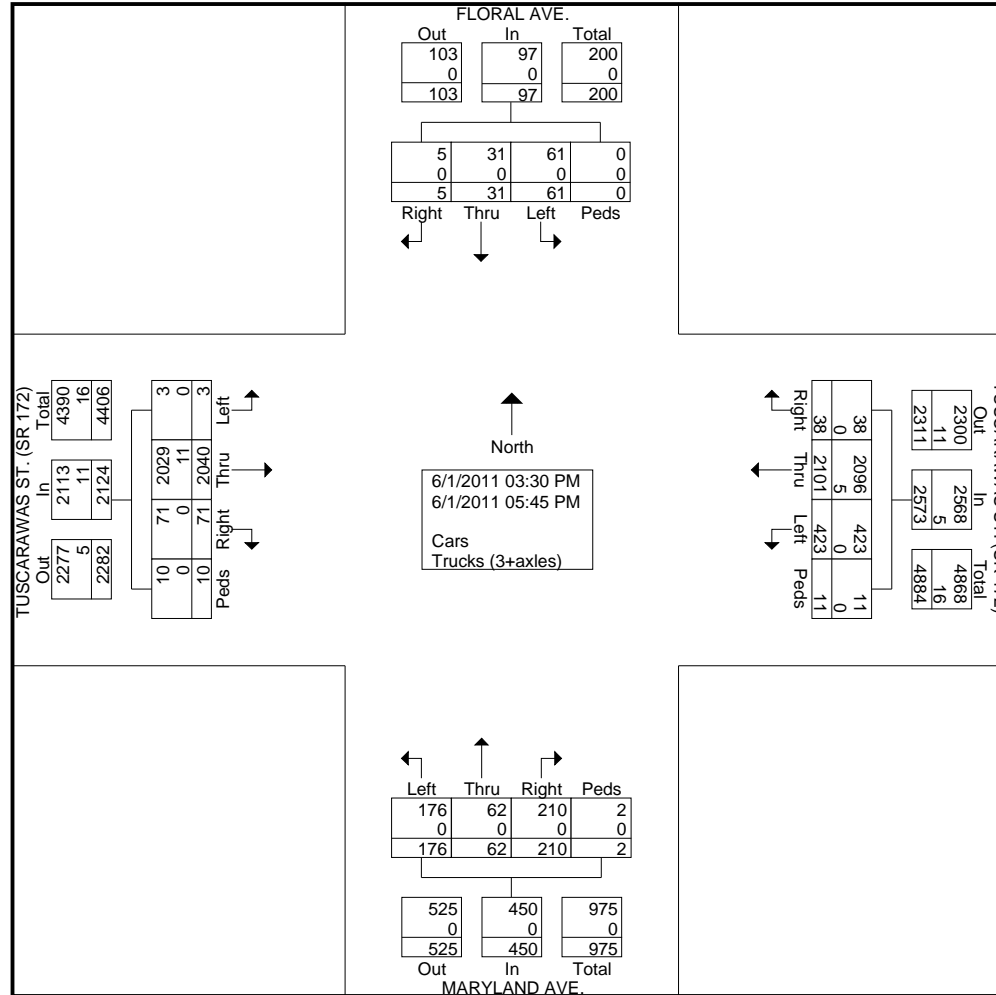 FLORAL AVE.
Out In Total
103 97 200
0 0 0
103 97 200
5 31 61 0
0 0 0 0
5 31 61 0
Right Thru Left Peds
TUSCARAWAS ST. (SR 172)
Total In Out
4390 2113 2277
16 11 5
4406 2124 2282
3 2029 71 10
0 11 0 0
3 2040 71 10
Left Thru Right Peds
North
6/1/2011 03:30 PM
6/1/2011 05:45 PM
Cars
Trucks (3+axles)
Right Thru Left Peds
38 2096 423 11
0 5 0 0
38 2101 423 11
Out In Total
2300 2568 4868
11 5 16
2311 2573 4884
Left Thru Right Peds
176 62 210 2
0 0 0 0
176 62 210 2
525 450 975
0 0 0
525 450 975
Out In Total
MARYLAND AVE.